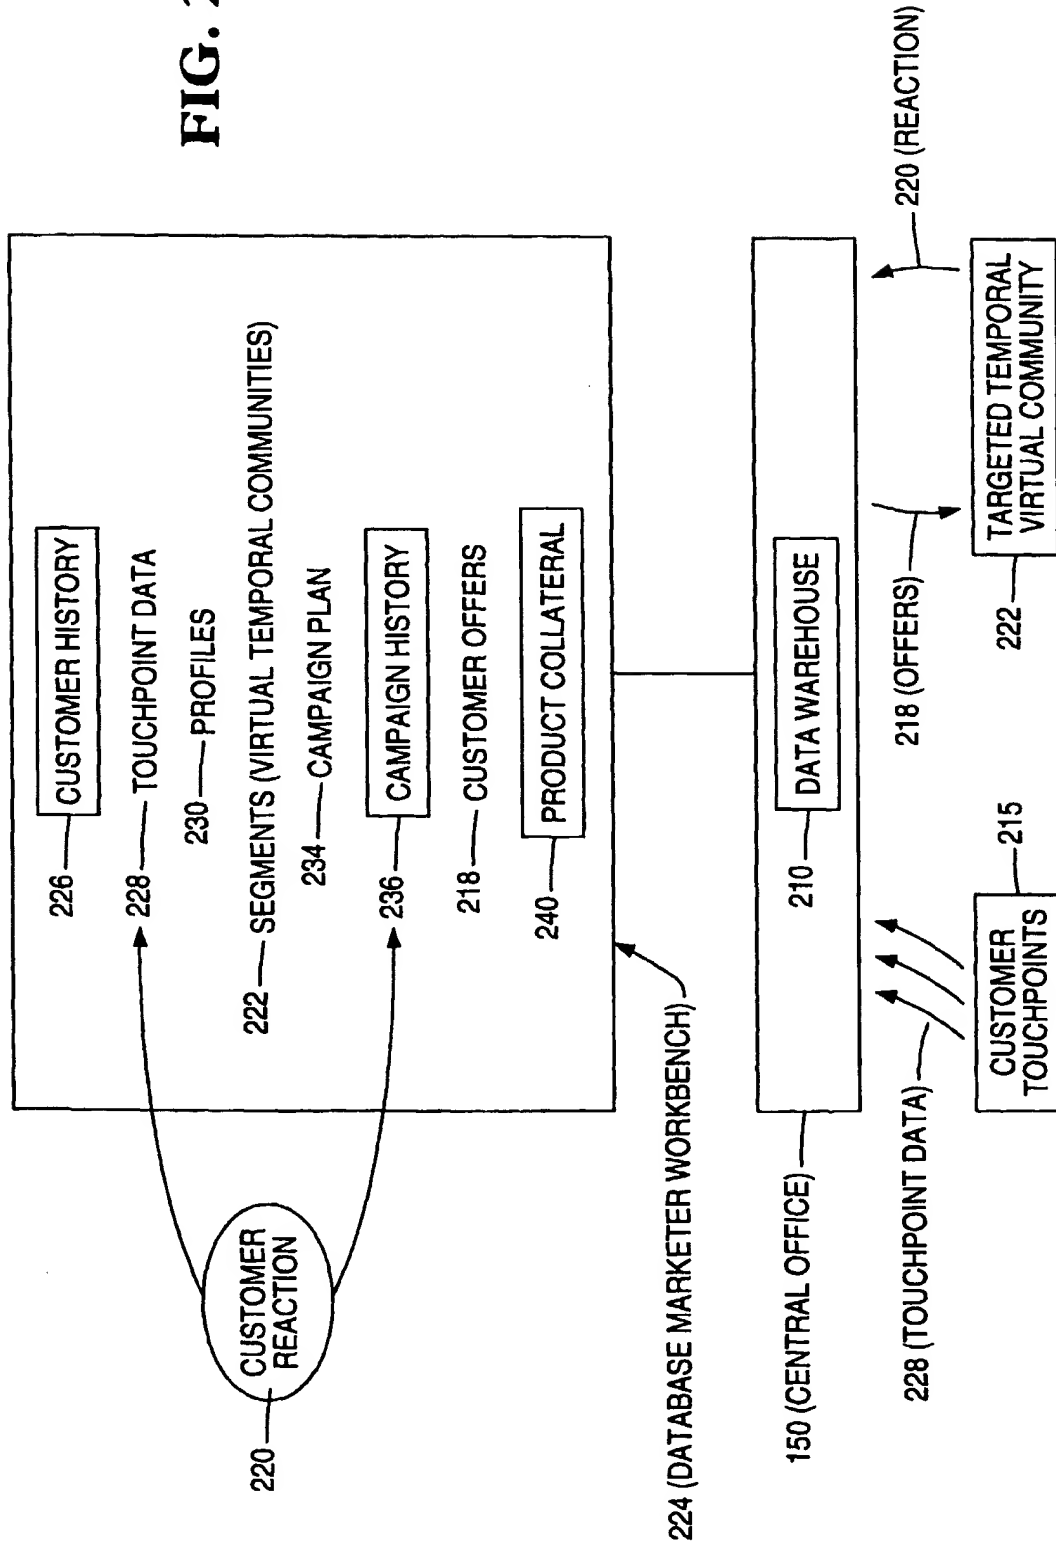 FIG.
226
CUSTOMER HISTORY
228
TOUCHPOINT DATA
230
PROFILES
222
SEGMENTS (VIRTUAL TEMPORAL COMMUNITIES)
234
CAMPAIGN PLAN
236
CAMPAIGN HISTORY
218
CUSTOMER OFFERS
240
PRODUCT COLLATERAL
CUSTOMER
REACTION
220
224 (DATABASE MARKETER WORKBENCH)
210
DATA WAREHOUSE
150 (CENTRAL OFFICE)
228 (TOUCHPOINT DATA)
218 (OFFERS)
220 (REACTION)
CUSTOMER
TOUCHPOINTS
215
222
TARGETED TEMPORAL
VIRTUAL COMMUNITY